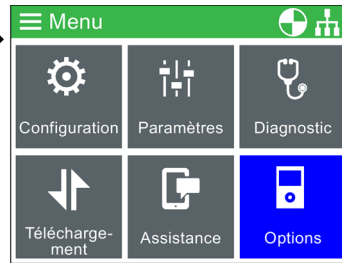 Menu
Configuration
Paramètres
Diagnostic
Télécharge-
ment
Assistance
Options